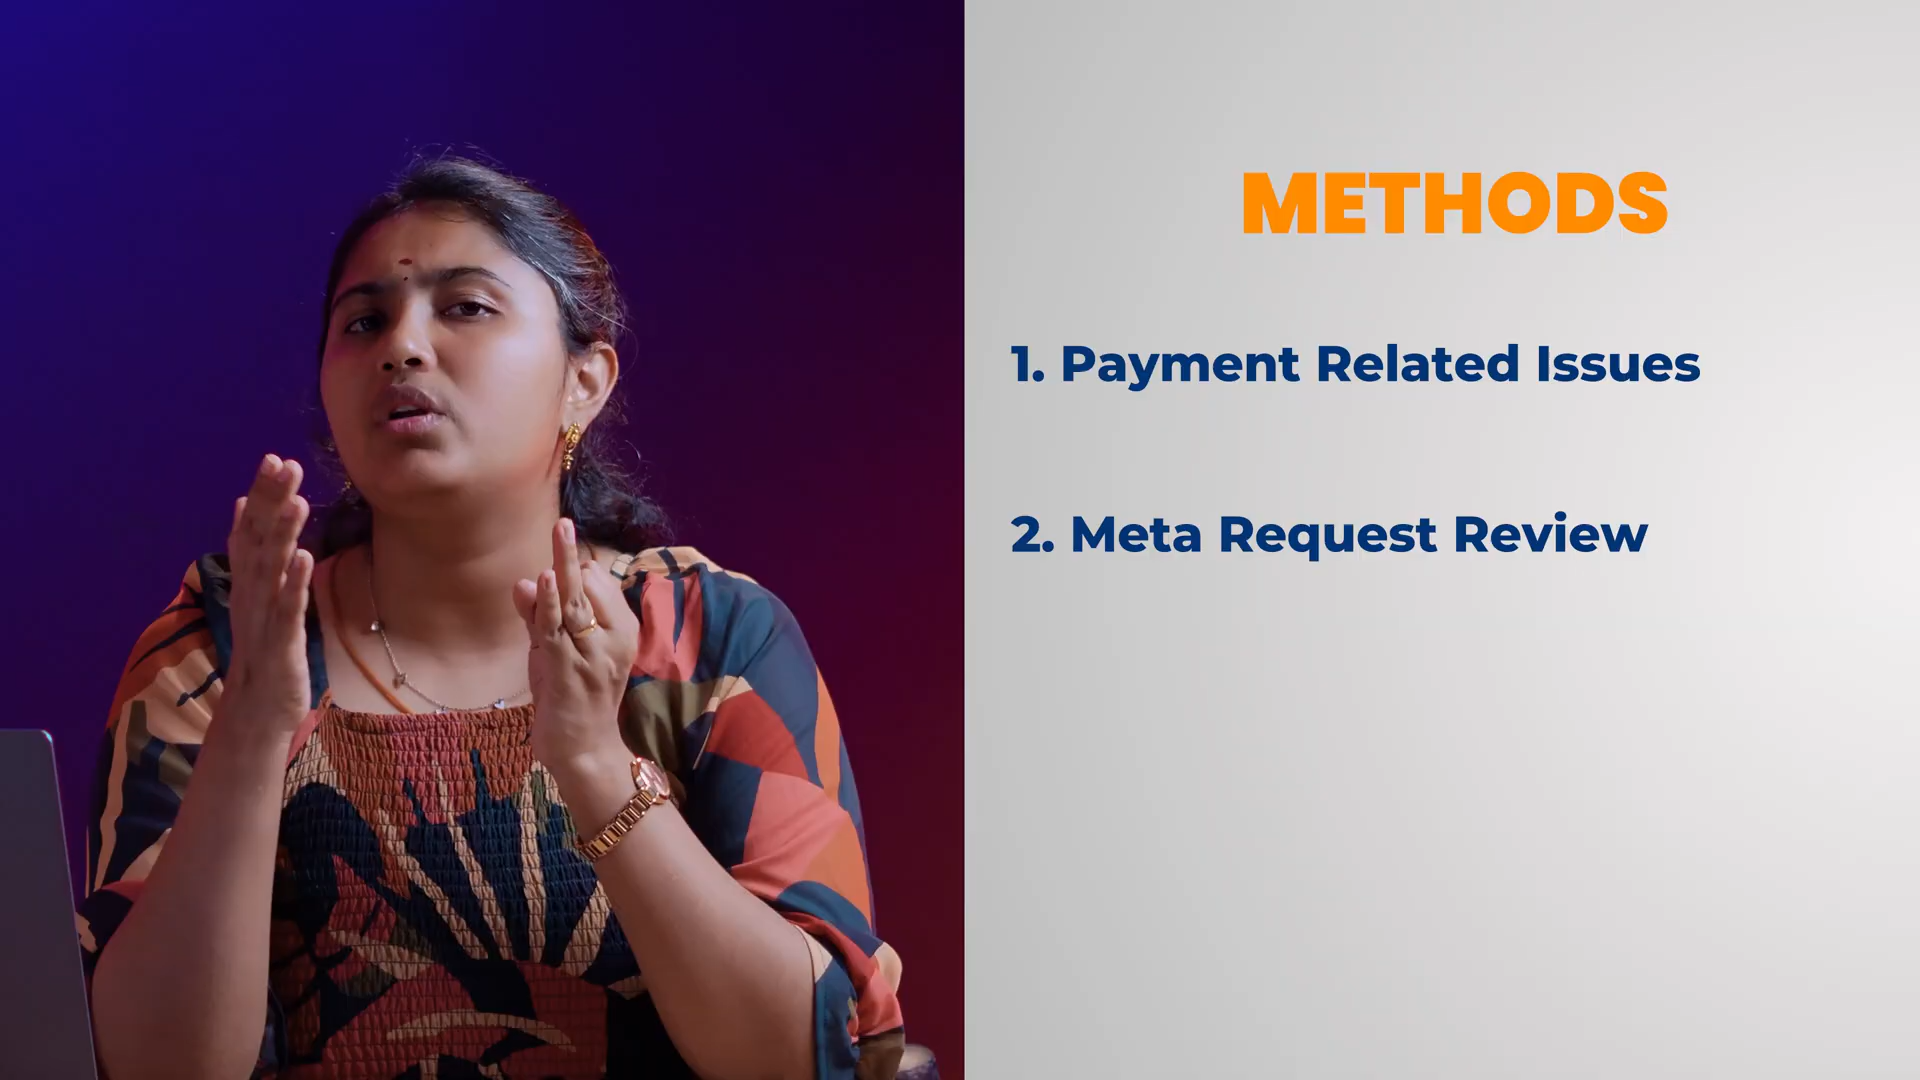 METHODS
1. Payment Related Issues
2. Meta Request Review